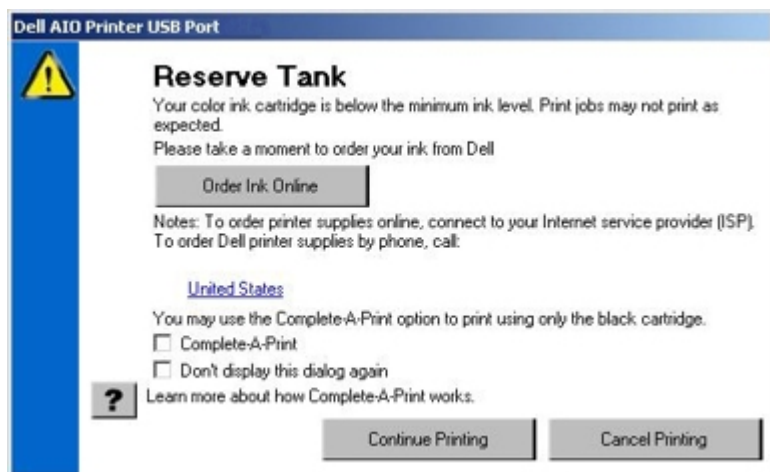 Dell AIO Printer USB Port
Reserve Tank
Your color ink cartridge is below the minimum ink level. Print jobs may not print as
expected.
Please take a moment to order your ink from Dell
Order Ink Online
Notes: To order printer supplies online, connect to your Internet service provider (ISP).
To order Dell printer supplies by phone, call:
United States
You may use the Complete-A-Print option to print using only the black cartridge.
Complete-A-Print
Don't display this dialog again
? Learn more about how Complete-A-Print works.
Continue Printing Cancel Printing